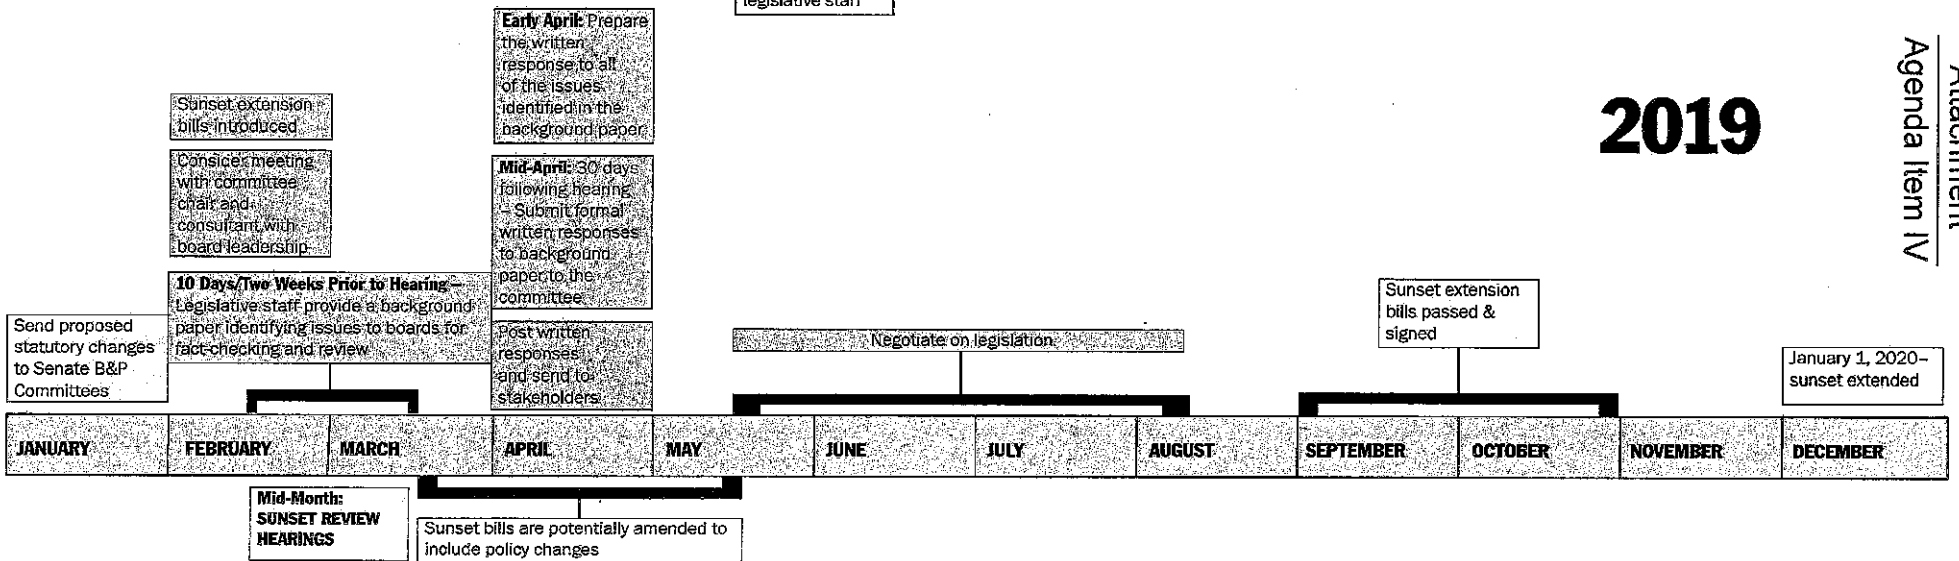 legislative staff
Early April: Prepare
the written
response to all
of the issues
identified in the
background paper
Attachment
Agenda Item IV
2019
Sunset extension
bills introduced
Consider meeting
with committee
chair and
consultant with
board leadership
Mid-April: 30 days
following hearing
– Submit formal
written responses
to background
paper to the
committee
10 Days/Two Weeks Prior to Hearing –
Legislative staff provide a background
paper identifying issues to boards for
fact-checking and review
Send proposed
statutory changes
to Senate B&P
Committees
Post written
responses
and send to
stakeholders
Negotiate on legislation
Sunset extension
bills passed &
signed
January 1, 2020–
sunset extended
JANUARY
FEBRUARY
MARCH
APRIL
MAY
JUNE
JULY
AUGUST
SEPTEMBER
OCTOBER
NOVEMBER
DECEMBER
Mid-Month:
SUNSET REVIEW
HEARINGS
Sunset bills are potentially amended to
include policy changes